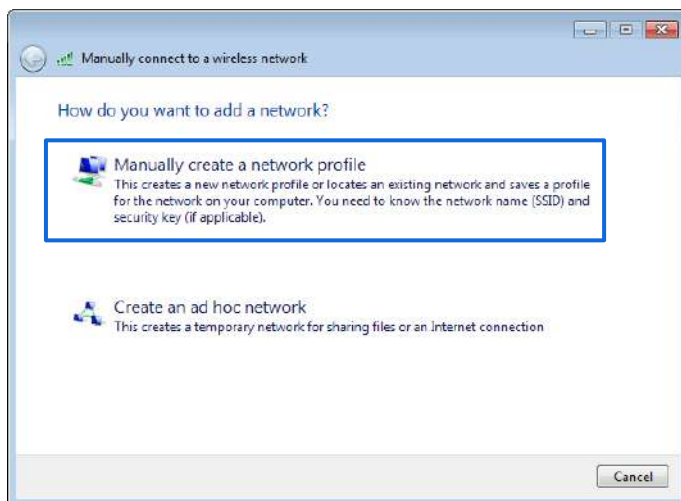 Manually connect to a wireless network
How do you want to add a network?
Manually create a network profile
This creates a new network profile or locates an existing network and saves a profile
for the network on your computer. You need to know the network name (SSID) and
security key (if applicable).
Create an ad hoc network
This creates a temporary network for sharing files or an Internet connection
Cancel